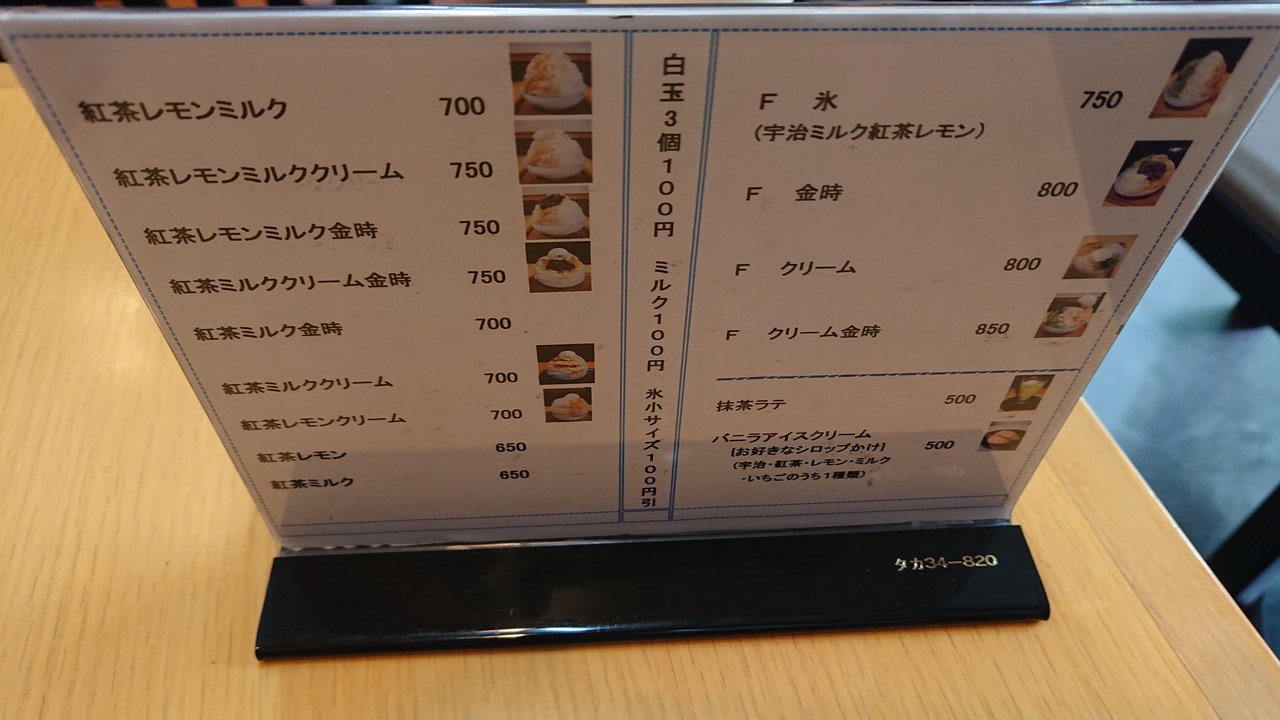 紅茶レモンミルク 700
紅茶レモンミルククリーム 750
紅茶レモンミルク金時 750
紅茶ミルククリーム金時 750
紅茶ミルク金時 700
紅茶ミルククリーム 700
紅茶レモンクリーム 700
紅茶レモン 650
紅茶ミルク 650
白玉3個100円 ミルク100円 氷小サイズ100円引
F 氷 750
(宇治ミルク紅茶レモン)
F 金時 800
F クリーム 800
F クリーム金時 850
抹茶ラテ 500
バニラアイスクリーム 500
[お好きなシロップかけ]
(宇治・紅茶・レモン・ミルク
・いちごのうち1種類)
タカ34-820